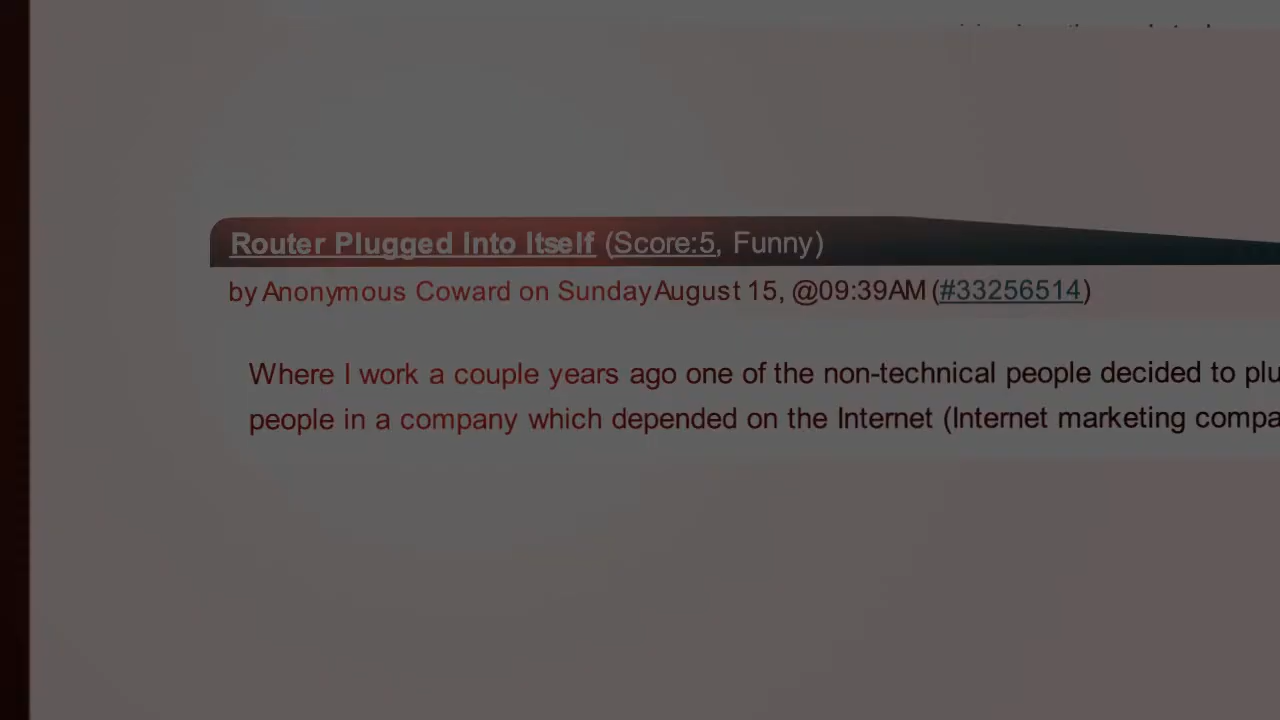 Router Plugged Into Itself (Score:5, Funny)
by Anonymous Coward on Sunday August 15, @09:39AM (#33256514)
Where I work a couple years ago one of the non-technical people decided to
people in a company which depended on the Internet (Internet marketing